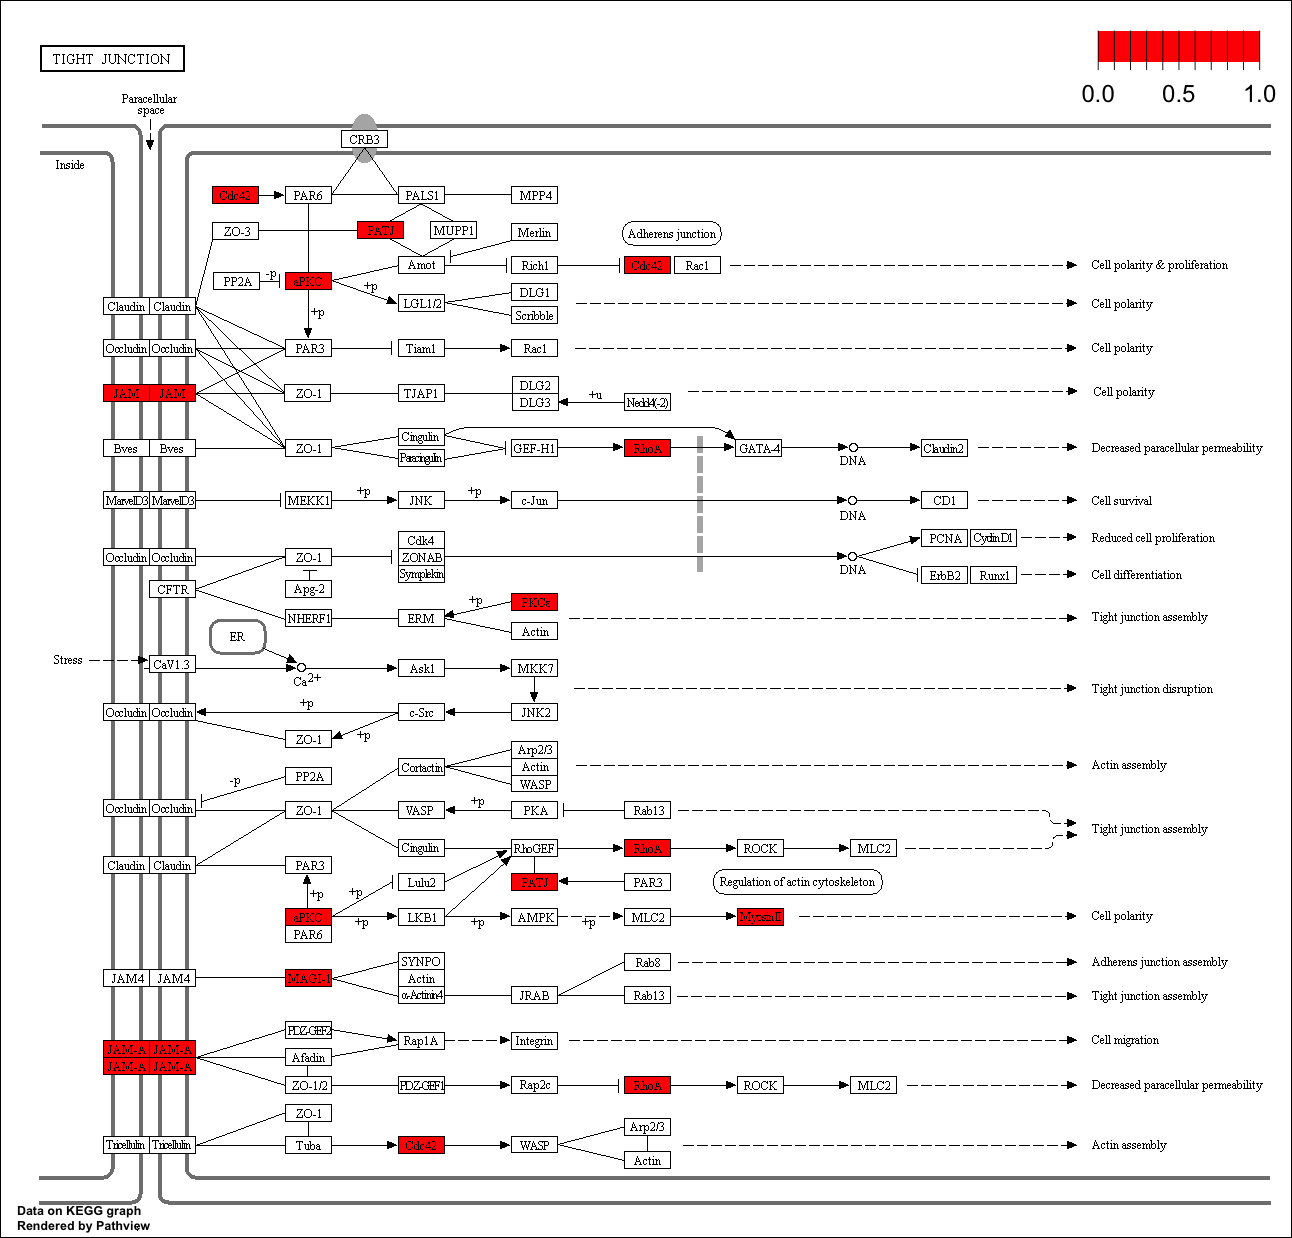 TIGHT JUNCTION
0.0 0.5 1.0
Paracellular
space
Inside
CRB3
Cdc42 PAR6 PALS1 MPP4
ZO-3 PATJ MUPP1 Merlin Adherens junction
PP2A -p aPKC Amot Rich1 Cdc42 Rac1 Cell polarity & proliferation
+p
DLG1
Claudin Claudin LGL1/2 Cell polarity
+p Scribble
Occludin Occludin PAR3 Tiam1 Rac1 Cell polarity
JAM JAM ZO-1 TJAP1 DLG2 Cell polarity
DLG3 +u Nedd4(-2)
Cingulin
Bves Bves ZO-1 GEF-H1 RhoA GATA-4 Claudin2 Decreased paracellular permeability
Paracingulin DNA
MarvelD3 MarvelD3 MEKK1 +p JNK +p c-Jun CD1 Cell survival
DNA
Cdk4 PCNA CyclinD1 Reduced cell proliferation
Occludin Occludin ZO-1 ZONAB
DNA
Symplekin ErbB2 Runx1 Cell differentiation
CFTR Apg-2
+p PKCε
NHERF1 ERM Tight junction assembly
Actin
ER
Stress CaV1.3 Ask1 MKK7
Ca2+
Tight junction disruption
+p
Occludin Occludin c-Src JNK2
ZO-1 +p
Arp2/3
Cortactin Actin Actin assembly
-p PP2A WASP
Occludin Occludin ZO-1 VASP +p PKA Rab13
Tight junction assembly
Cingulin RhoGEF RhoA ROCK MLC2
Claudin Claudin PAR3
Lulu2 PATJ PAR3 Regulation of actin cytoskeleton
+p +p
aPKC +p LKB1 +p AMPK +p MLC2 MyosinII Cell polarity
PAR6
SYNPO Rab8 Adherens junction assembly
JAM4 JAM4 MAGI-1 Actin
α-Actinin4 JRAB Rab13 Tight junction assembly
PDZ-GEF2
Rap1A Integrin Cell migration
JAM-A JAM-A
Afadin
JAM-A JAM-A
ZO-1/2 PDZ-GEF1 Rap2c RhoA ROCK MLC2 Decreased paracellular permeability
ZO-1
Arp2/3
Tricellulin Tricellulin Tuba Cdc42 WASP Actin assembly
Actin
Data on KEGG graph
Rendered by Pathview